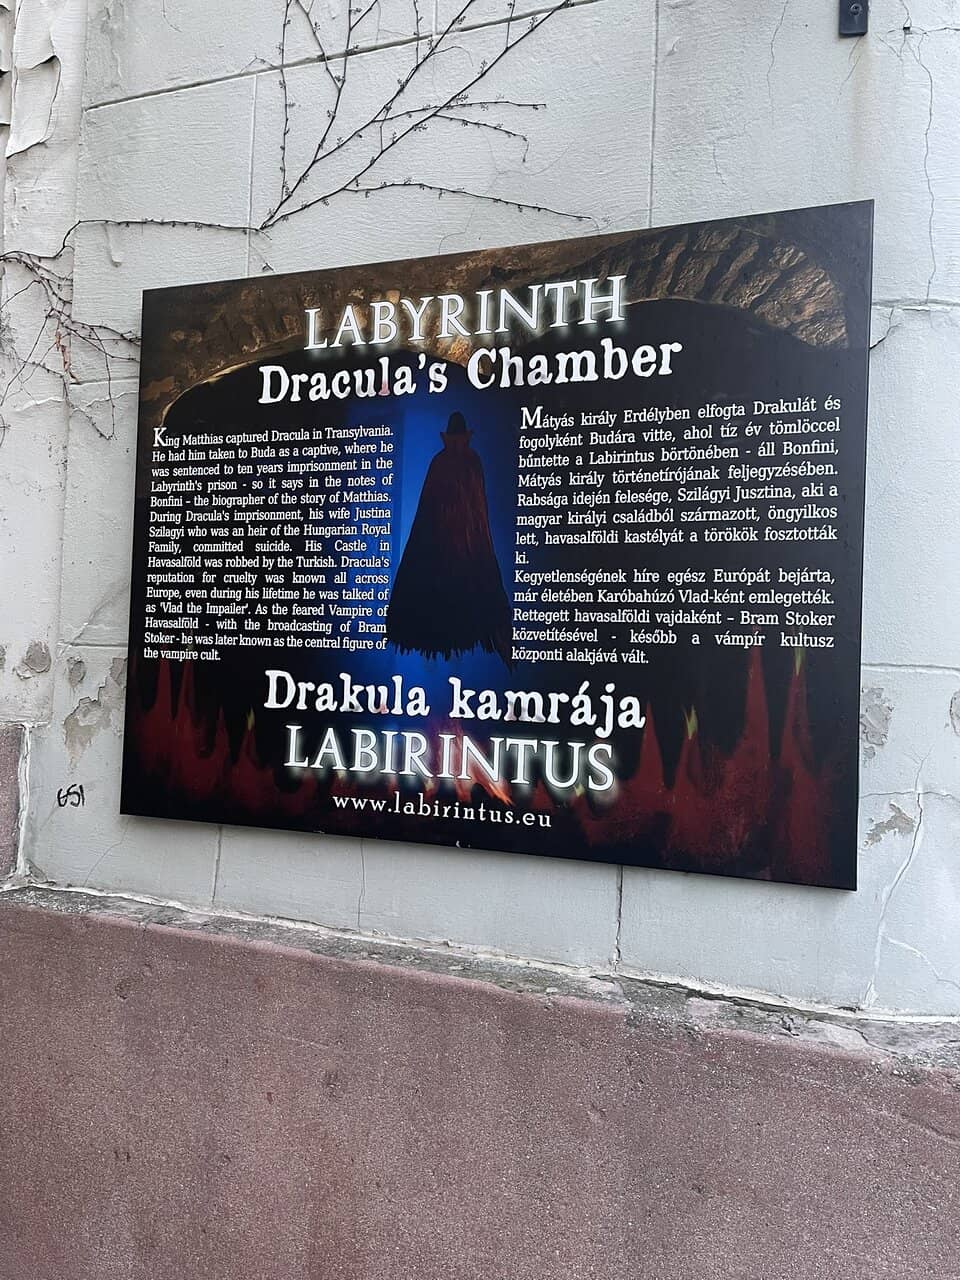 LABYRINTH
Dracula's Chamber
King Matthias captured Dracula in Transylvania.
He had him taken to Buda as a captive, where he
was sentenced to ten years imprisonment in the
Labyrinth's prison - so it says in the notes of
Bonfini – the biographer of the story of Matthias.
During Dracula's imprisonment, his wife Justina
Szilagyi who was an heir of the Hungarian Royal
Family, committed suicide. His Castle in
Havasalföld was robbed by the Turkish. Dracula's
reputation for cruelty was known all across
Europe, even during his lifetime he was talked of
as 'Vlad the Impailer'. As the feared Vampire of
Havasalföld - with the broadcasting of Bram
Stoker - he was later known as the central figure of
the vampire cult.
Mátyás király Erdélyben elfogta Drakulát és
fogolyként Budára vitte, ahol tíz év tömlöccel
bűntette a Labirintus börtönében - áll Bonfini,
Mátyás király történetírójának feljegyzésében.
Rabsága idején felesége, Szilágyi Jusztina, aki a
magyar királyi családból származott, öngyilkos
lett, havasalföldi kastélyát a törökök fosztották
ki.
Kegyetlenségének híre egész Európát bejárta,
már életében Karóbahúzó Vlad-ként emlegették.
Rettegett havasalföldi vajdaként – Bram Stoker
közvetítésével - később a vámpír kultusz
központi alakjává vált.
Drakula kamrája
LABIRINTUS
www.labirintus.eu